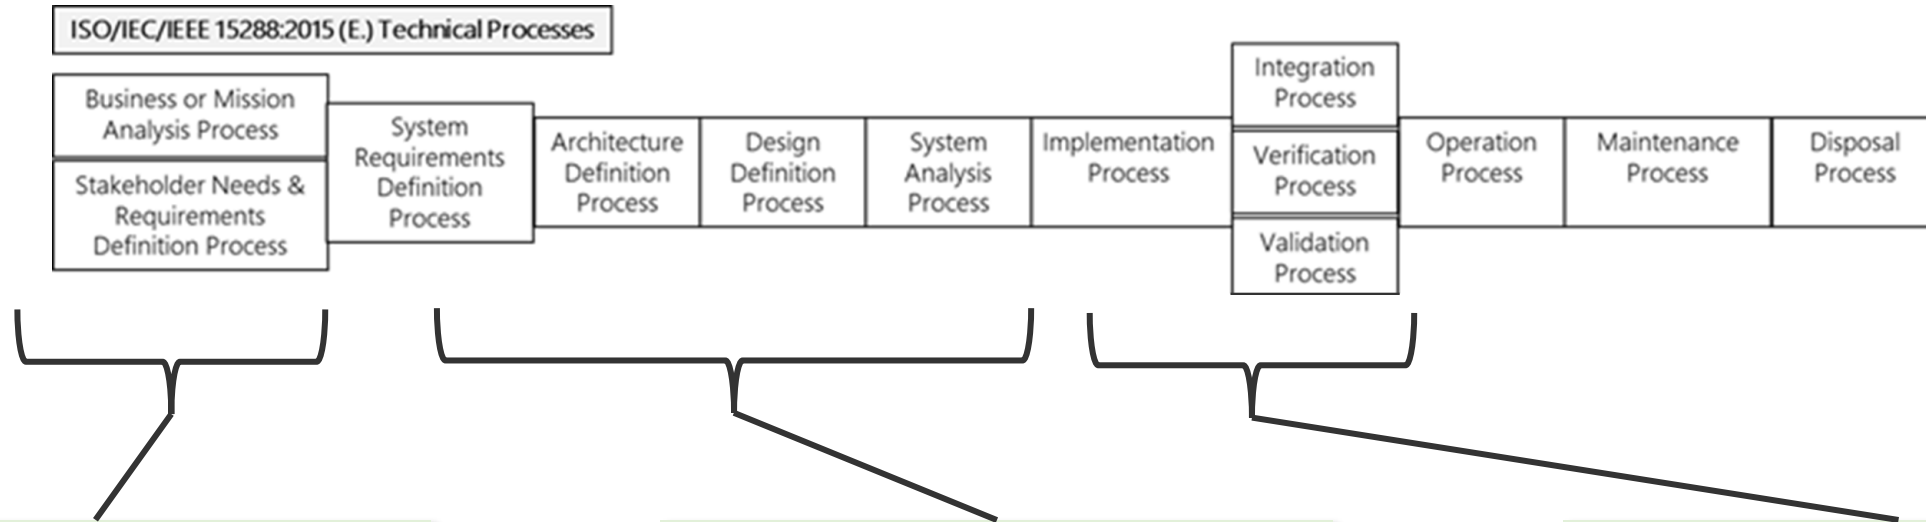 ISO/IEC/IEEE 15288:2015 (E.) Technical Processes
Business or Mission
Analysis Process
Stakeholder Needs &
Requirements
Definition Process
System
Requirements
Definition
Process
Architecture
Definition
Process
Design
Definition
Process
System
Analysis
Process
Implementation
Process
Integration
Process
Verification
Process
Validation
Process
Operation
Process
Maintenance
Process
Disposal
Process